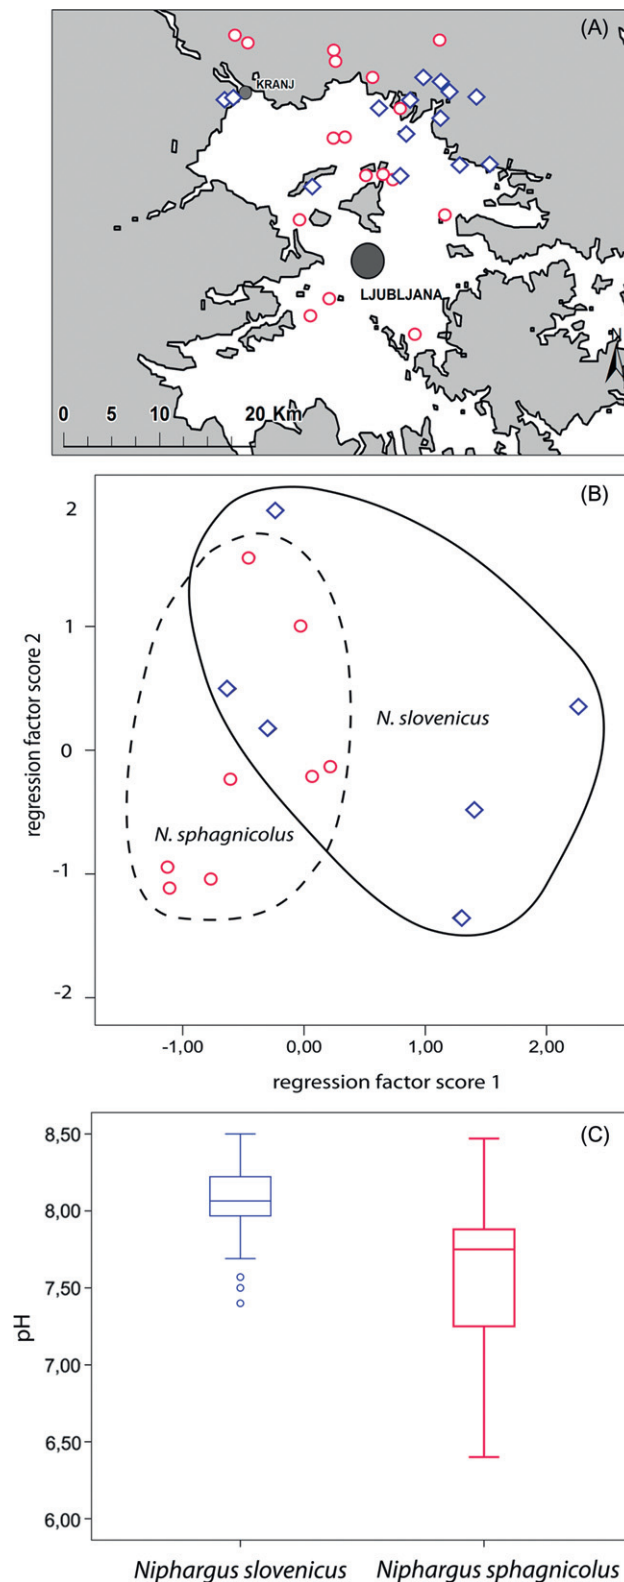 (A)
KRANJ
LJUBLJANA
N
0 5 10 20 Km
(B)
2
1
0
-1
-2
regression factor score 2
N. slovenicus
N. sphagnicolus
-1,00 0,00 1,00 2,00
regression factor score 1
(C)
8,50
8,00
7,50
7,00
6,50
6,00
pH
Niphargus slovenicus Niphargus sphagnicolus